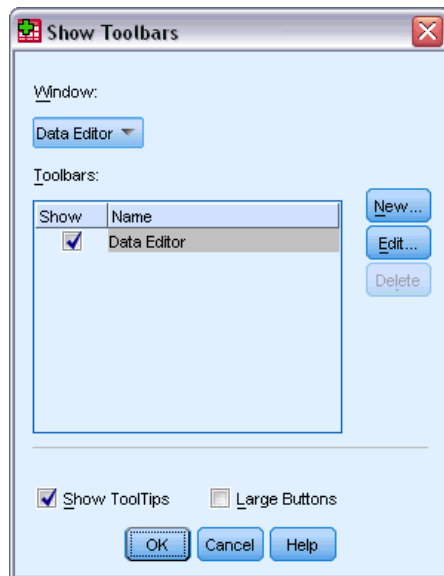 Show Toolbars
Window:
Data Editor
Toolbars:
Show Name
Data Editor
New...
Edit...
Delete
Show ToolTips Large Buttons
OK Cancel Help